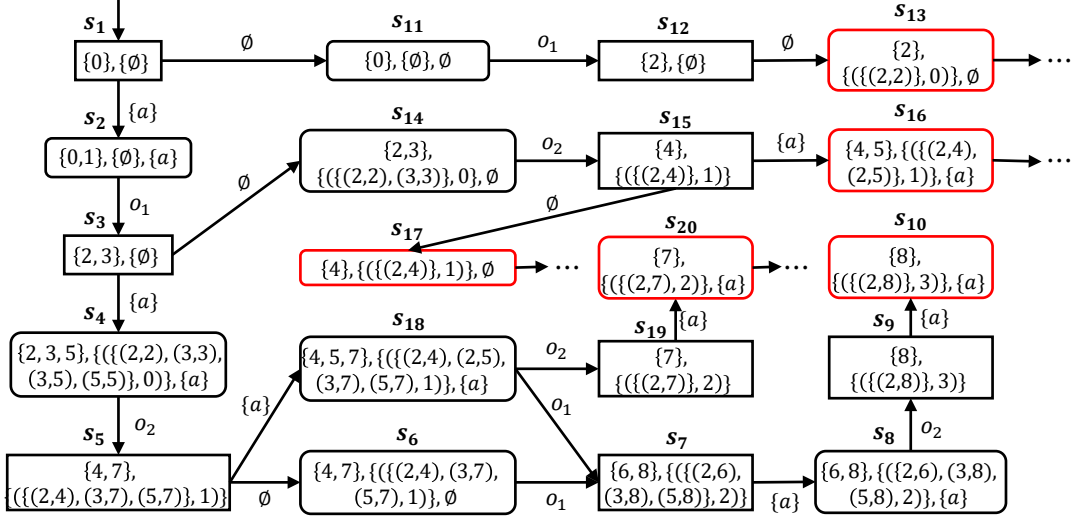 s₁
{0}, {∅}
∅
s₁₁
{0}, {∅}, ∅
o₁
s₁₂
{2}, {∅}
∅
s₁₃
{2},
{({(2,2)}, 0)}, ∅
⋯
{a}
s₂
{0,1}, {∅}, {a}
∅
s₁₄
{2,3},
{({(2,2), (3,3)}, 0}, ∅
o₂
s₁₅
{4},
{({(2,4)}, 1)}
{a}
s₁₆
{4, 5}, {({(2,4),
(2,5)}, 1)}, {a}
⋯
o₁
s₃
{2, 3}, {∅}
∅
s₁₇
{4}, {({(2,4)}, 1)}, ∅
⋯
s₂₀
{7},
{({(2,7), 2)}, {a}
⋯
s₁₀
{8},
{({(2,8)}, 3)}, {a}
{a}
s₄
{2, 3, 5}, {({(2,2), (3,3),
(3,5), (5,5)}, 0)}, {a}
s₁₈
{4, 5, 7}, {({(2,4), (2,5),
(3,7), (5,7), 1)}, {a}
o₂
s₁₉
{a}
{7},
{({(2,7)}, 2)}
s₉
{a}
{8},
{({(2,8)}, 3)}
o₂
{a}
o₁
o₂
s₅
{4, 7},
{({(2,4), (3,7), (5,7)}, 1)}
∅
s₆
{4, 7}, {({(2,4), (3,7),
(5,7), 1)}, ∅
o₁
s₇
{6, 8}, {({(2,6),
(3,8), (5,8)}, 2)}
{a}
s₈
{6, 8}, {({(2,6), (3,8),
(5,8), 2)}, {a}